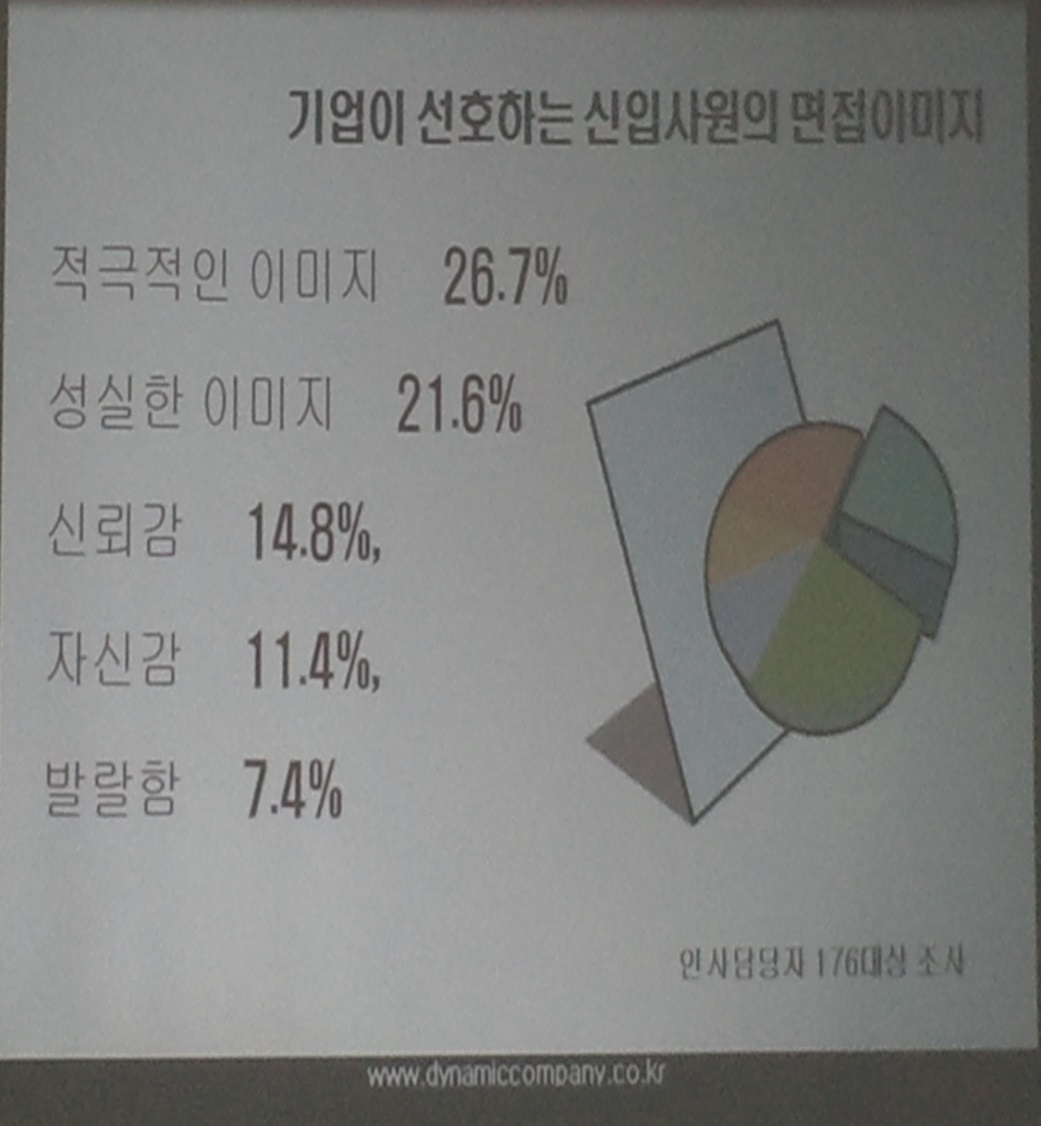 기업이 선호하는 신입사원의 면접이미지
적극적인 이미지 26.7%
성실한 이미지 21.6%
신뢰감 14.8%,
자신감 11.4%,
발랄함 7.4%
인사담당자 176대상 조사
www.dynamiccompany.co.kr